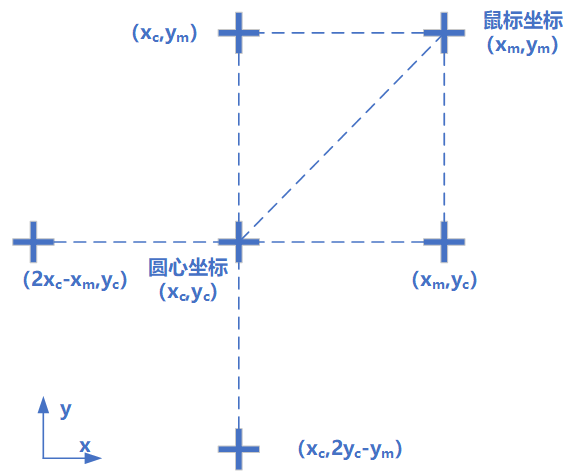 (xc,ym)
鼠标坐标
(xm,ym)
圆心坐标
(xc,yc)
(2xc-xm,yc)
(xm,yc)
y
x
(xc,2yc-ym)